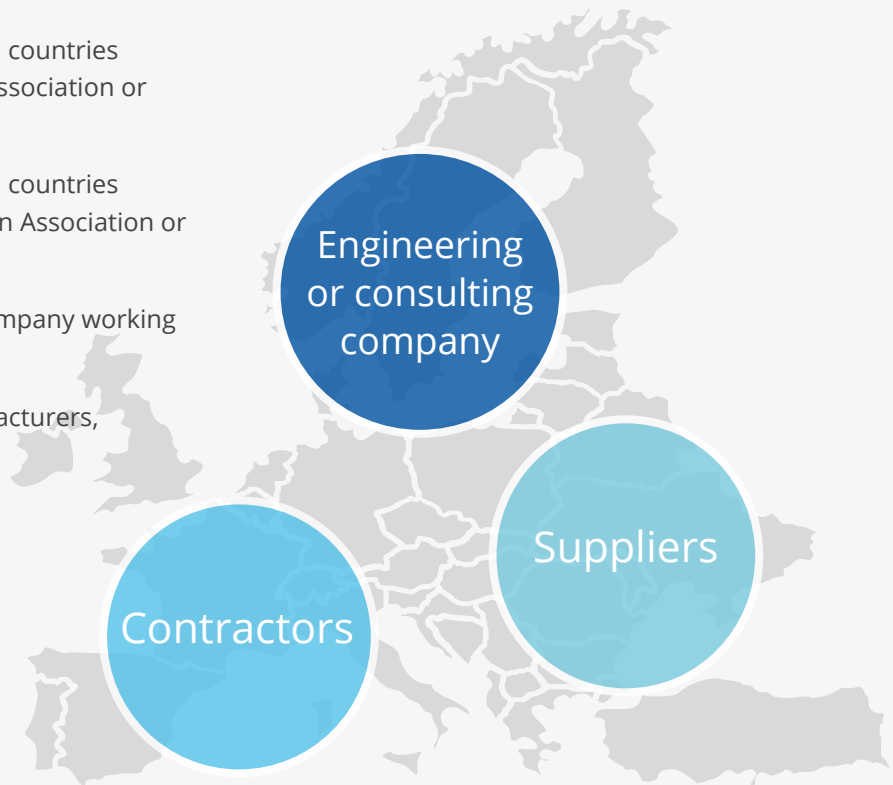 countries
ssociation or
countries
n Association or
mpany working
acturers,
Engineering
or consulting
company
Suppliers
Contractors